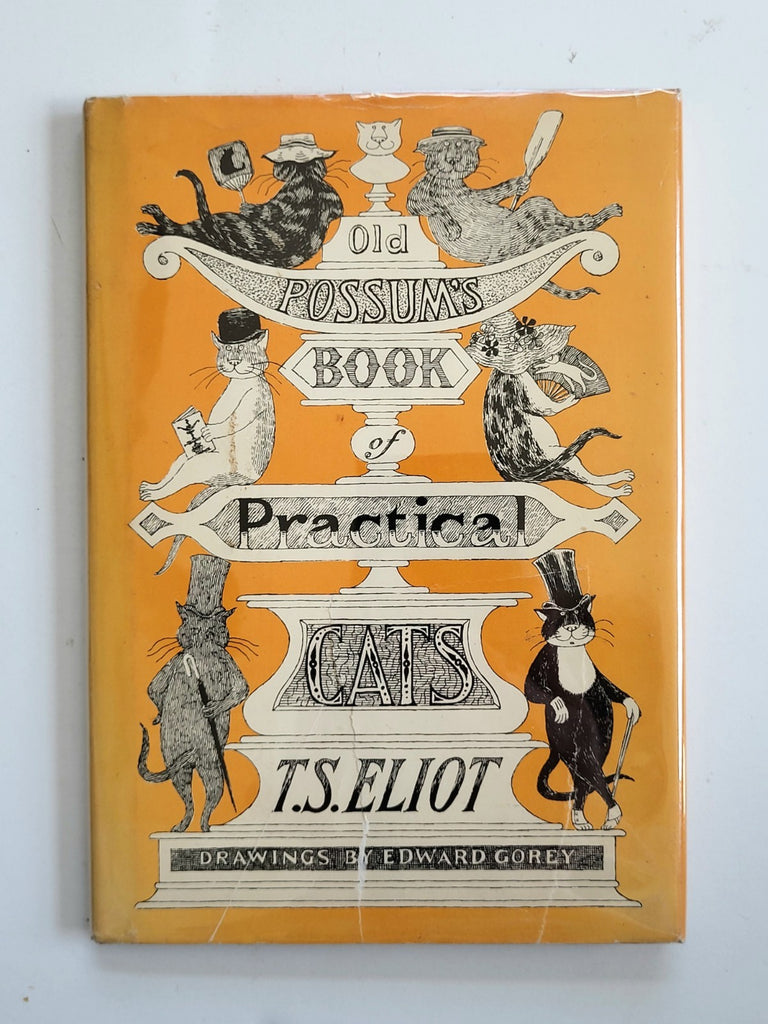 Old
POSSUM'S
BOOK
of
Practical
CATS
T.S. ELIOT
DRAWINGS BY EDWARD GOREY